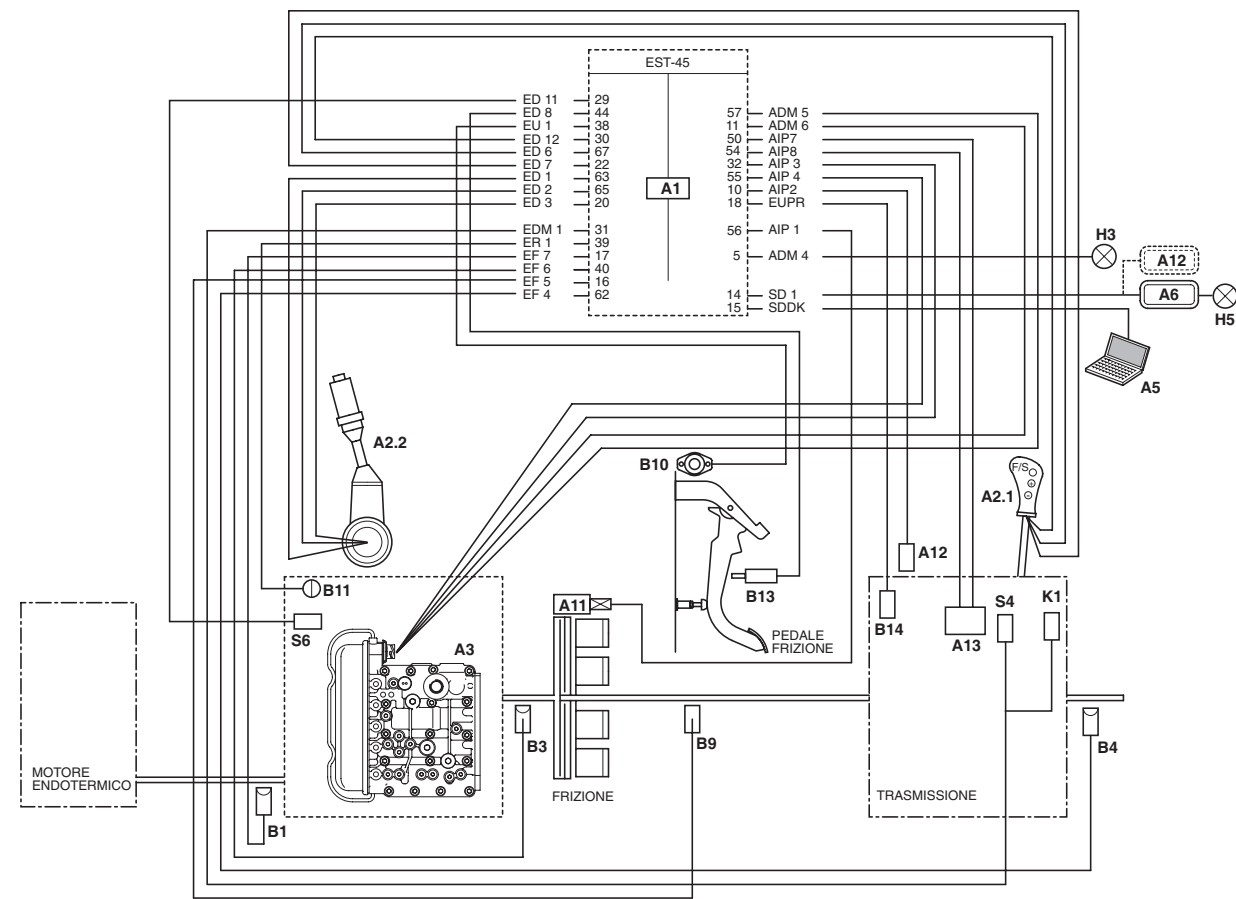 EST-45
ED 11 29
ED 8 44
EU 1 38
ED 12 30
ED 6 67
ED 7 22
ED 1 63
ED 2 65
ED 3 20
EDM 1 31
ER 1 39
EF 7 17
EF 6 40
EF 5 16
EF 4 62
A1
57 ADM 5
11 ADM 6
50 AIP7
54 AIP8
32 AIP 3
55 AIP 4
10 AIP2
18 EUPR
56 AIP 1
5 ADM 4
14 SD 1
15 SDDK
H3
A12
A6
H5
A5
A2.2
B10
F/S
+
−
A2.1
A12
B11
S6
A3
A11
B13
PEDALE
FRIZIONE
B14
A13
S4
K1
B3
B9
B4
MOTORE
ENDOTERMICO
FRIZIONE
TRASMISSIONE
B1